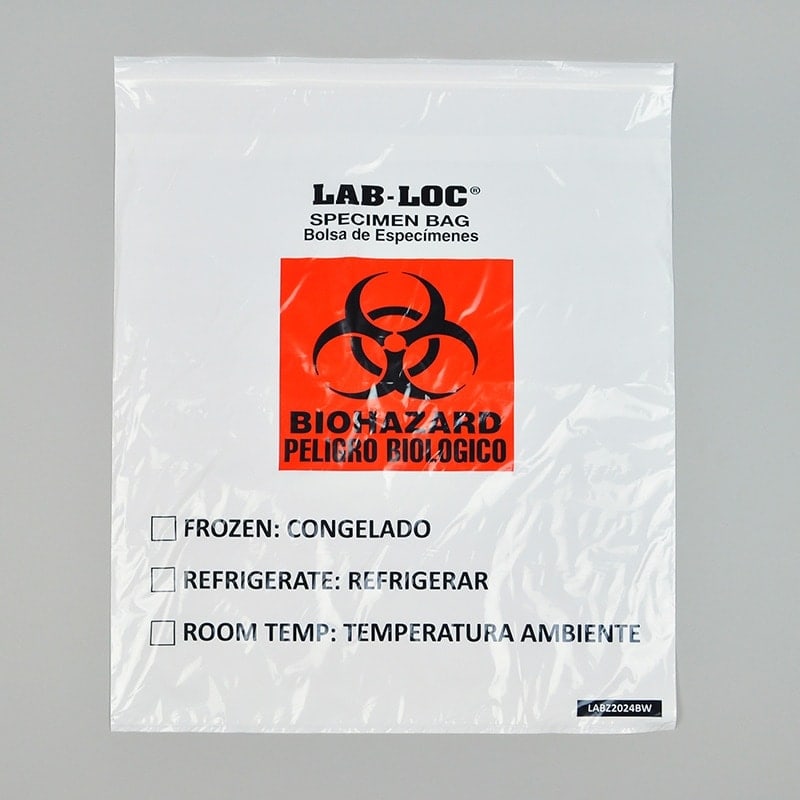 LAB-LOC®
SPECIMEN BAG
Bolsa de Especímenes
BIOHAZARD
PELIGRO BIOLOGICO
FROZEN: CONGELADO
REFRIGERATE: REFRIGERAR
ROOM TEMP: TEMPERATURA AMBIENTE
LABZ2024BW